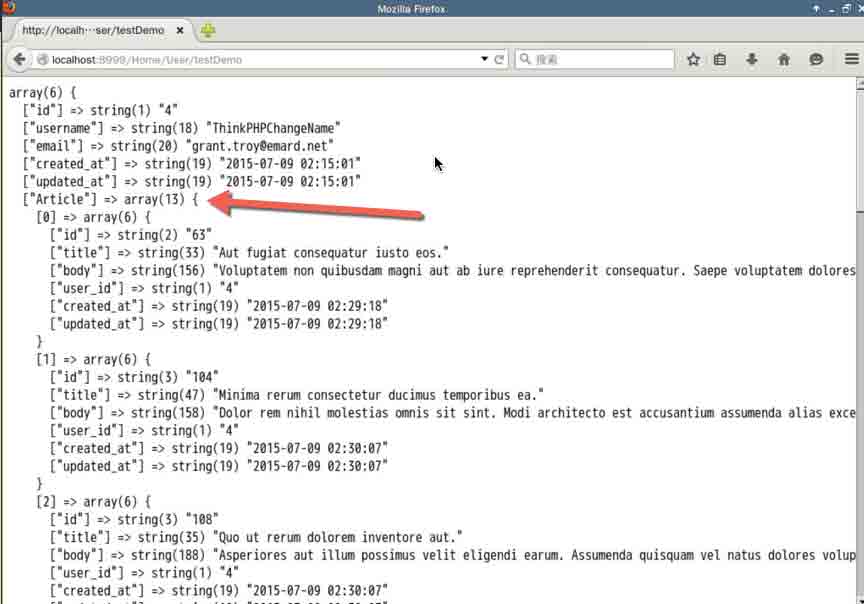 Mozilla Firefox
http://localh…ser/testDemo
localhost:8999/Home/User/testDemo
搜索
array(6) {
["id"] => string(1) "4"
["username"] => string(18) "ThinkPHPChangeName"
["email"] => string(20) "grant.troy@emard.net"
["created_at"] => string(19) "2015-07-09 02:15:01"
["updated_at"] => string(19) "2015-07-09 02:15:01"
["Article"] => array(13) {
[0] => array(6) {
["id"] => string(2) "63"
["title"] => string(33) "Aut fugiat consequatur iusto eos."
["body"] => string(156) "Voluptatem non quibusdam magni aut ab iure reprehenderit consequatur. Saepe voluptatem dolores
["user_id"] => string(1) "4"
["created_at"] => string(19) "2015-07-09 02:29:18"
["updated_at"] => string(19) "2015-07-09 02:29:18"
}
[1] => array(6) {
["id"] => string(3) "104"
["title"] => string(47) "Minima rerum consectetur ducimus temporibus ea."
["body"] => string(158) "Dolor rem nihil molestias omnis sit sint. Modi architecto est accusantium assumenda alias exce
["user_id"] => string(1) "4"
["created_at"] => string(19) "2015-07-09 02:30:07"
["updated_at"] => string(19) "2015-07-09 02:30:07"
}
[2] => array(6) {
["id"] => string(3) "108"
["title"] => string(35) "Quo ut rerum dolorem inventore aut."
["body"] => string(188) "Asperiores aut illum possimus velit eligendi earum. Assumenda quisquam vel natus dolores volup
["user_id"] => string(1) "4"
["created_at"] => string(19) "2015-07-09 02:30:07"